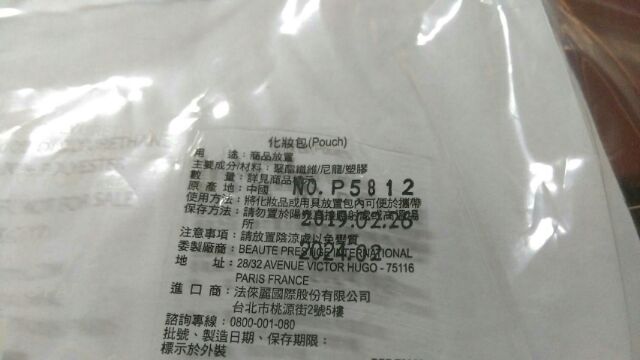 化妝包(Pouch)
用 途：商品放置
主要成分/材料：聚酯纖維/尼龍/塑膠
數 量：詳見商品標示
原 產 地：中國
NO.P5812
使用方法：將化妝品或用具放置包內可便於攜帶
保存方法：請勿置於陽光直接照射處或高溫場
所
2019.02.26
注意事項：請放置陰涼處以免變質
2024.02
委製廠商：BEAUTE PRESTIGE INTERNATIONAL
地 址：28/32 AVENUE VICTOR HUGO - 75116
PARIS FRANCE
進 口 商：法倈麗國際股份有限公司
台北市桃源街2號5樓
諮詢專線：0800-001-080
批號、製造日期、保存期限：
標示於外裝